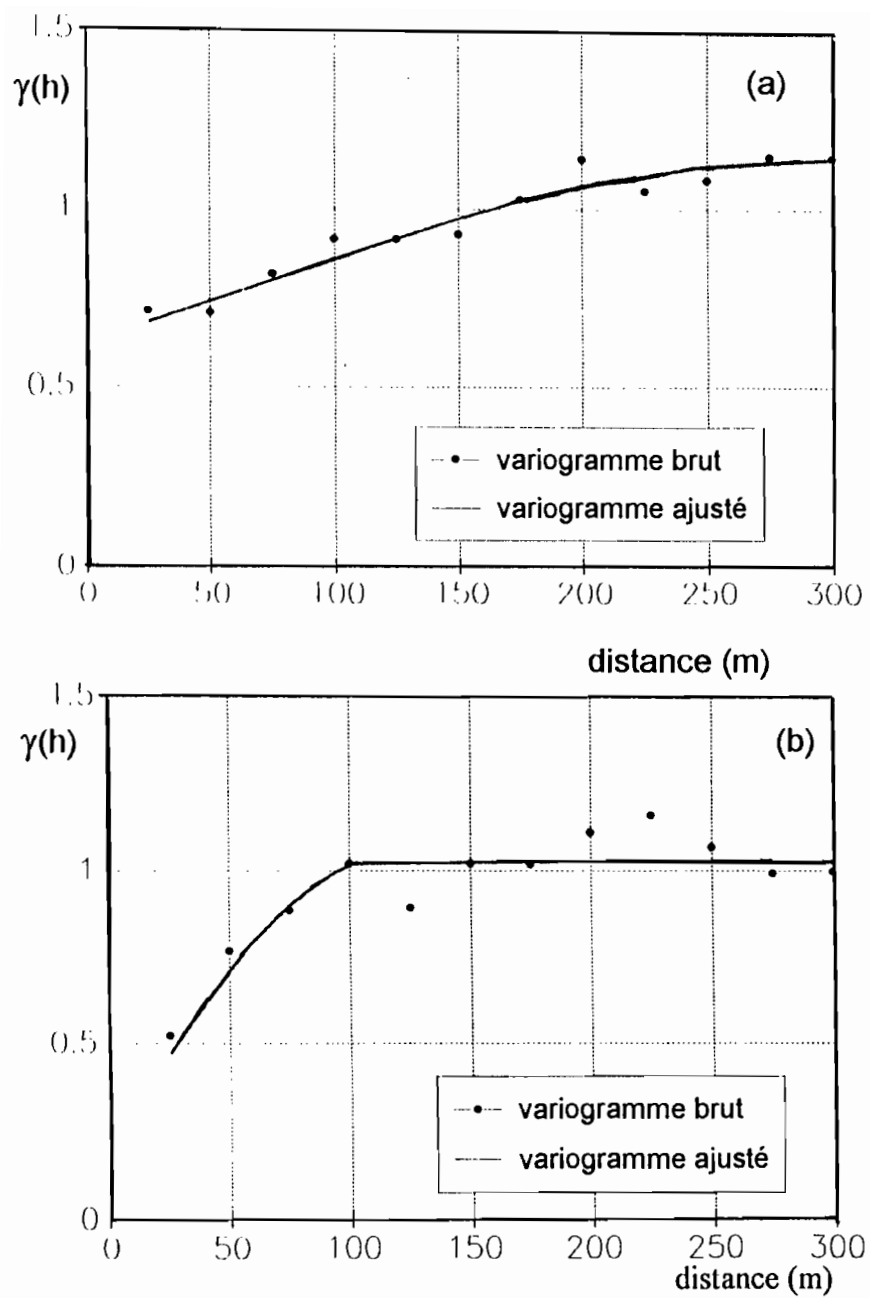 1.5
γ(h)
(a)
1
0.5
variogramme brut
variogramme ajusté
0
0 50 100 150 200 250 300
distance (m)
1.5
γ(h)
(b)
1
0.5
variogramme brut
variogramme ajusté
0
0 50 100 150 200 250 300
distance (m)